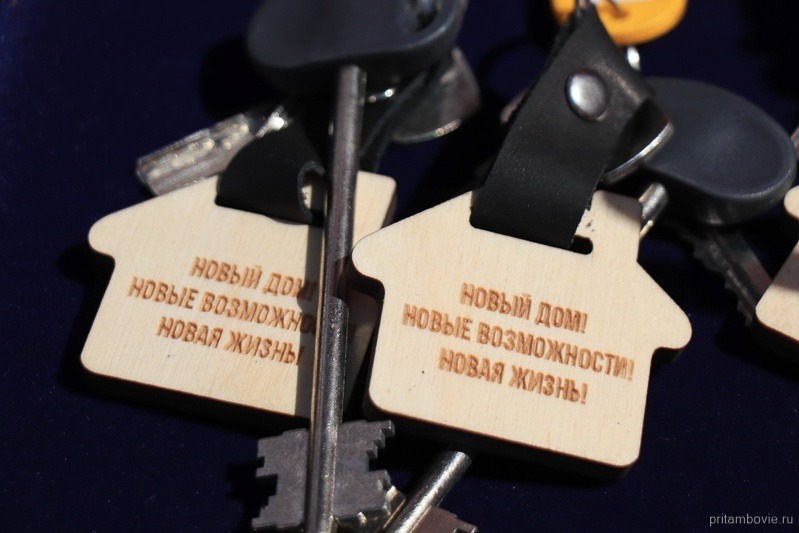 НОВЫЙ ДОМ!
НОВЫЕ ВОЗМОЖНО
НОВАЯ ЖИЗНЬ!
НОВЫЙ ДОМ!
НОВЫЕ ВОЗМОЖНОСТИ!
НОВАЯ ЖИЗНЬ!
pritambovie.ru